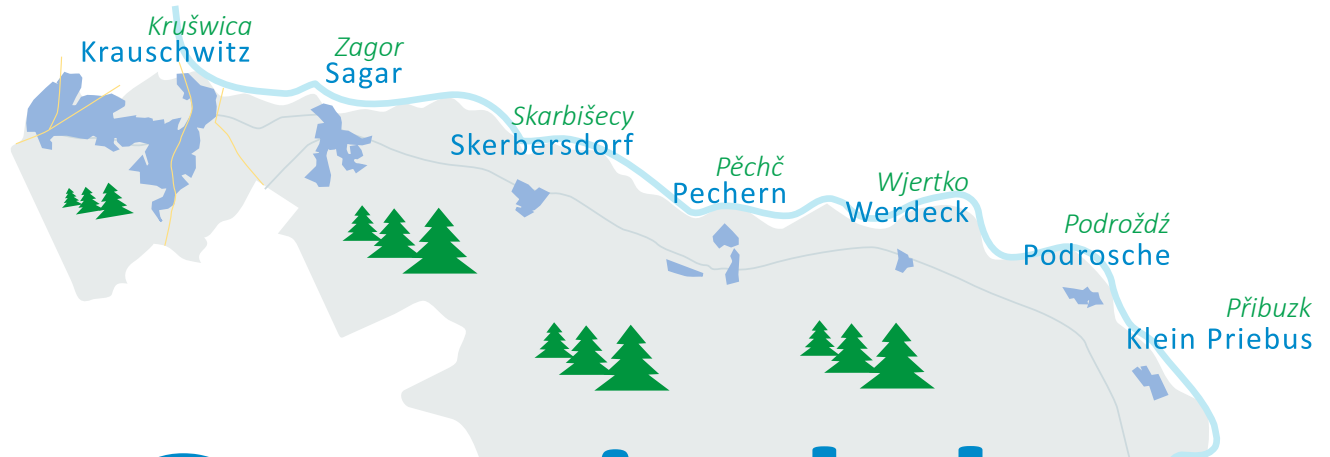 Krušwica
Krauschwitz
Zagor
Sagar
Skarbišecy
Skerbersdorf
Pěchč
Pechern
Wjertko
Werdeck
Podroždź
Podrosche
Přibuzk
Klein Priebus